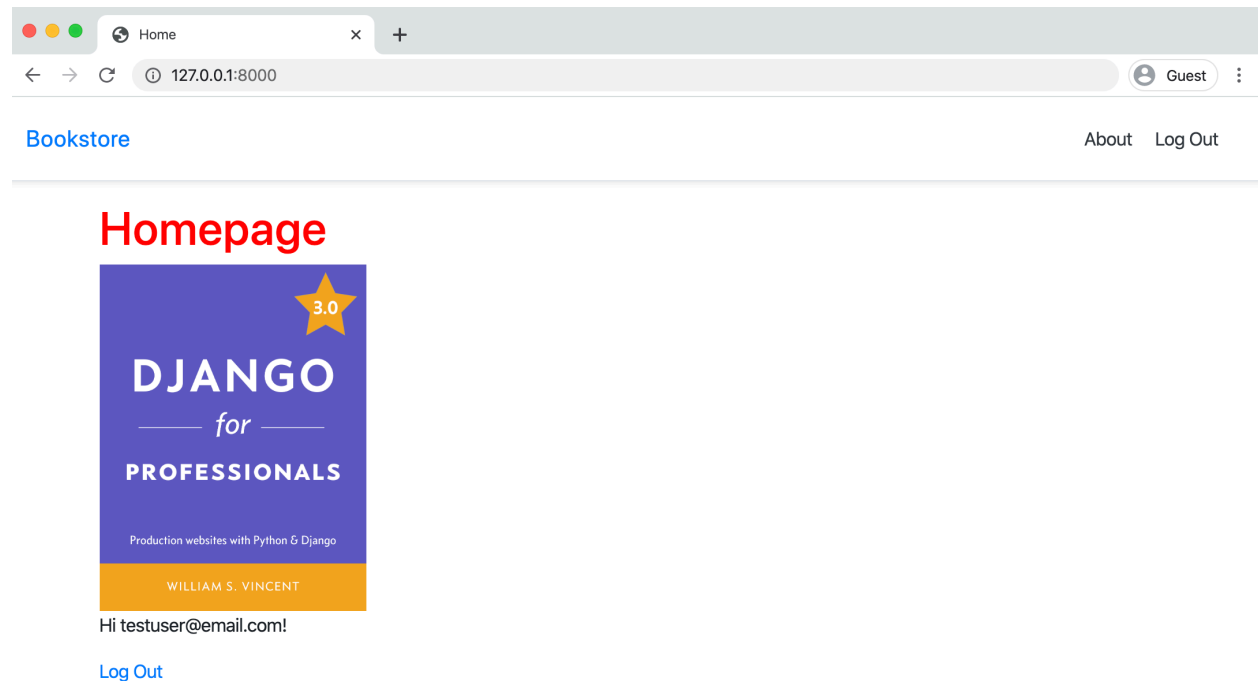 Home
127.0.0.1:8000
Guest
Bookstore
About Log Out
Homepage
3.0
DJANGO
for
PROFESSIONALS
Production websites with Python & Django
WILLIAM S. VINCENT
Hi testuser@email.com!
Log Out